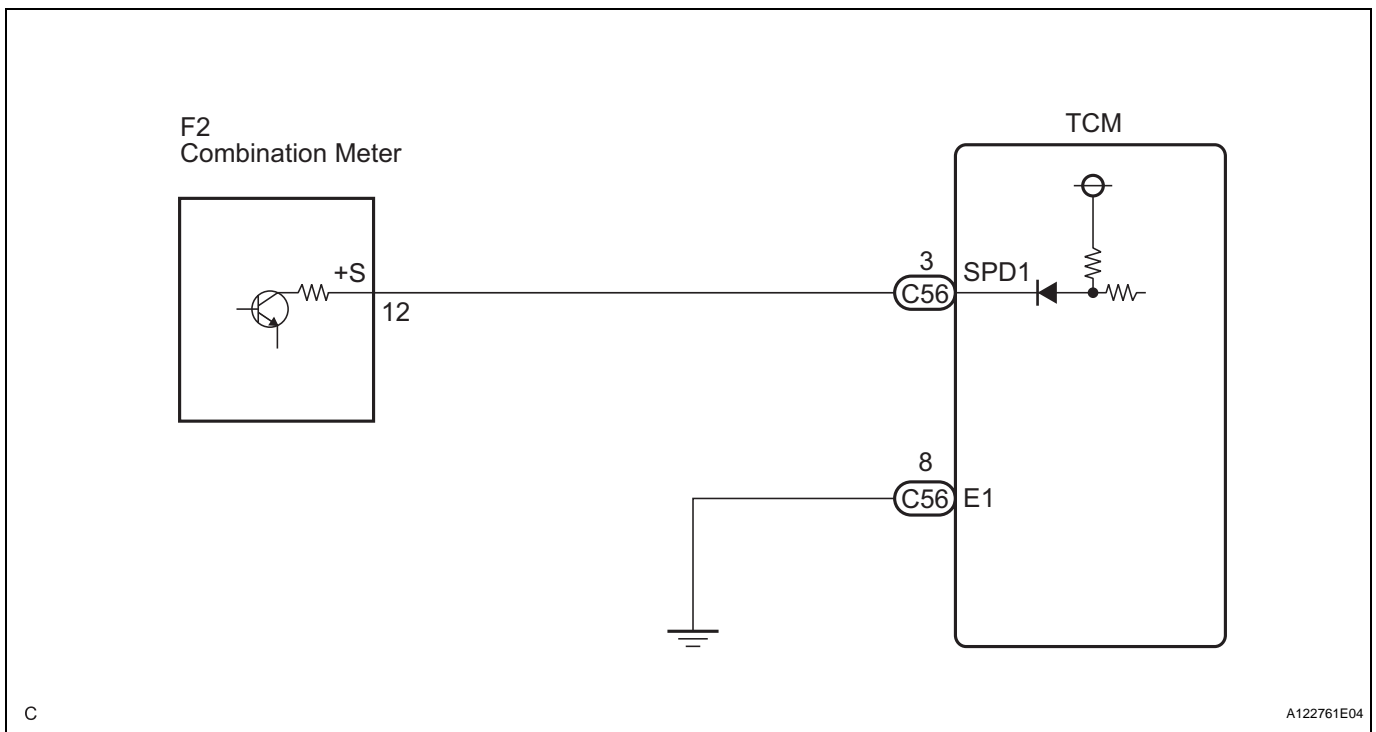 F2
Combination Meter
TCM
+S
12
3
C56
SPD1
8
C56
E1
C
A122761E04